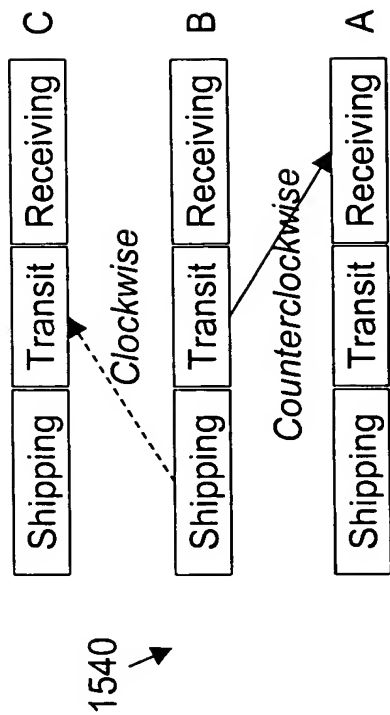 Shipping Transit Receiving C
Clockwise
Shipping Transit Receiving B
Counterclockwise
Shipping Transit Receiving A
1540